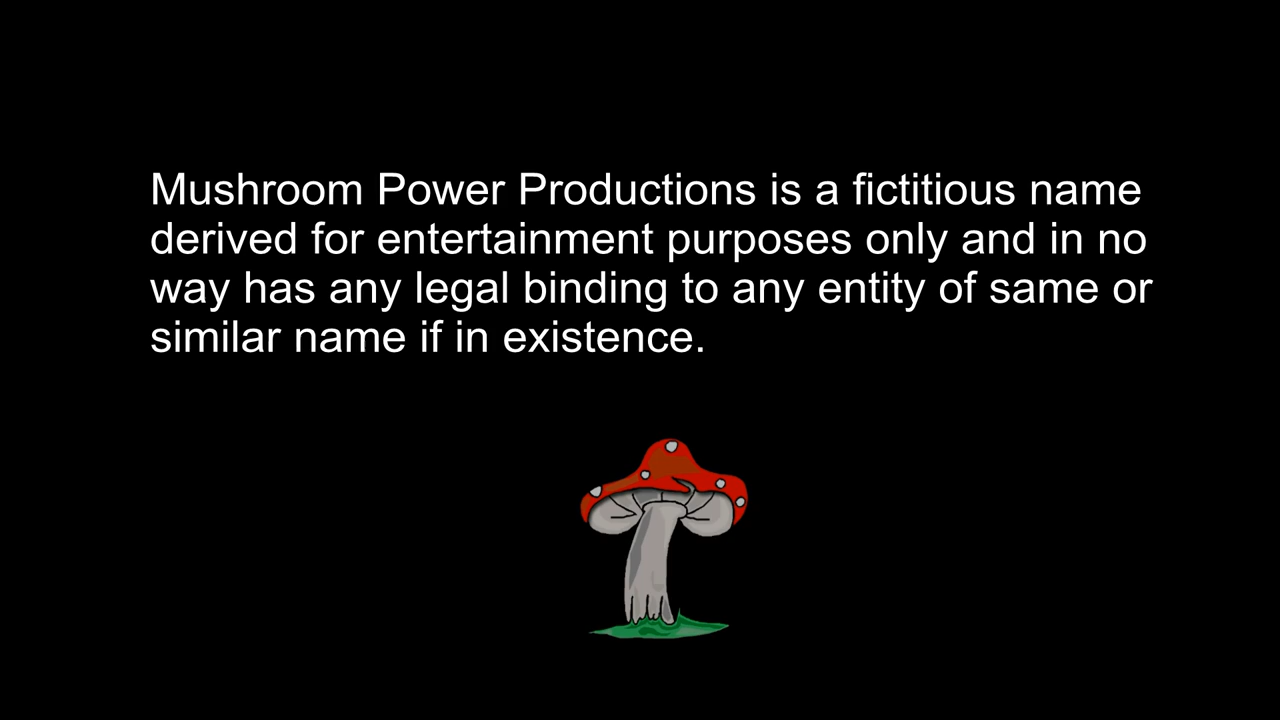 Mushroom Power Productions is a fictitious name
derived for entertainment purposes only and in no
way has any legal binding to any entity of same or
similar name if in existence.